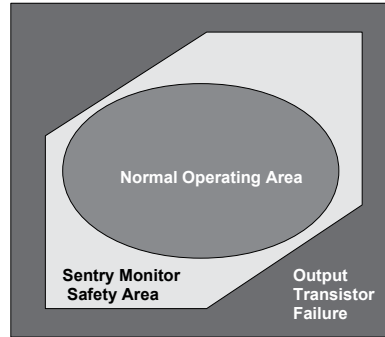 Normal Operating Area
Sentry Monitor
Safety Area
Output
Transistor
Failure